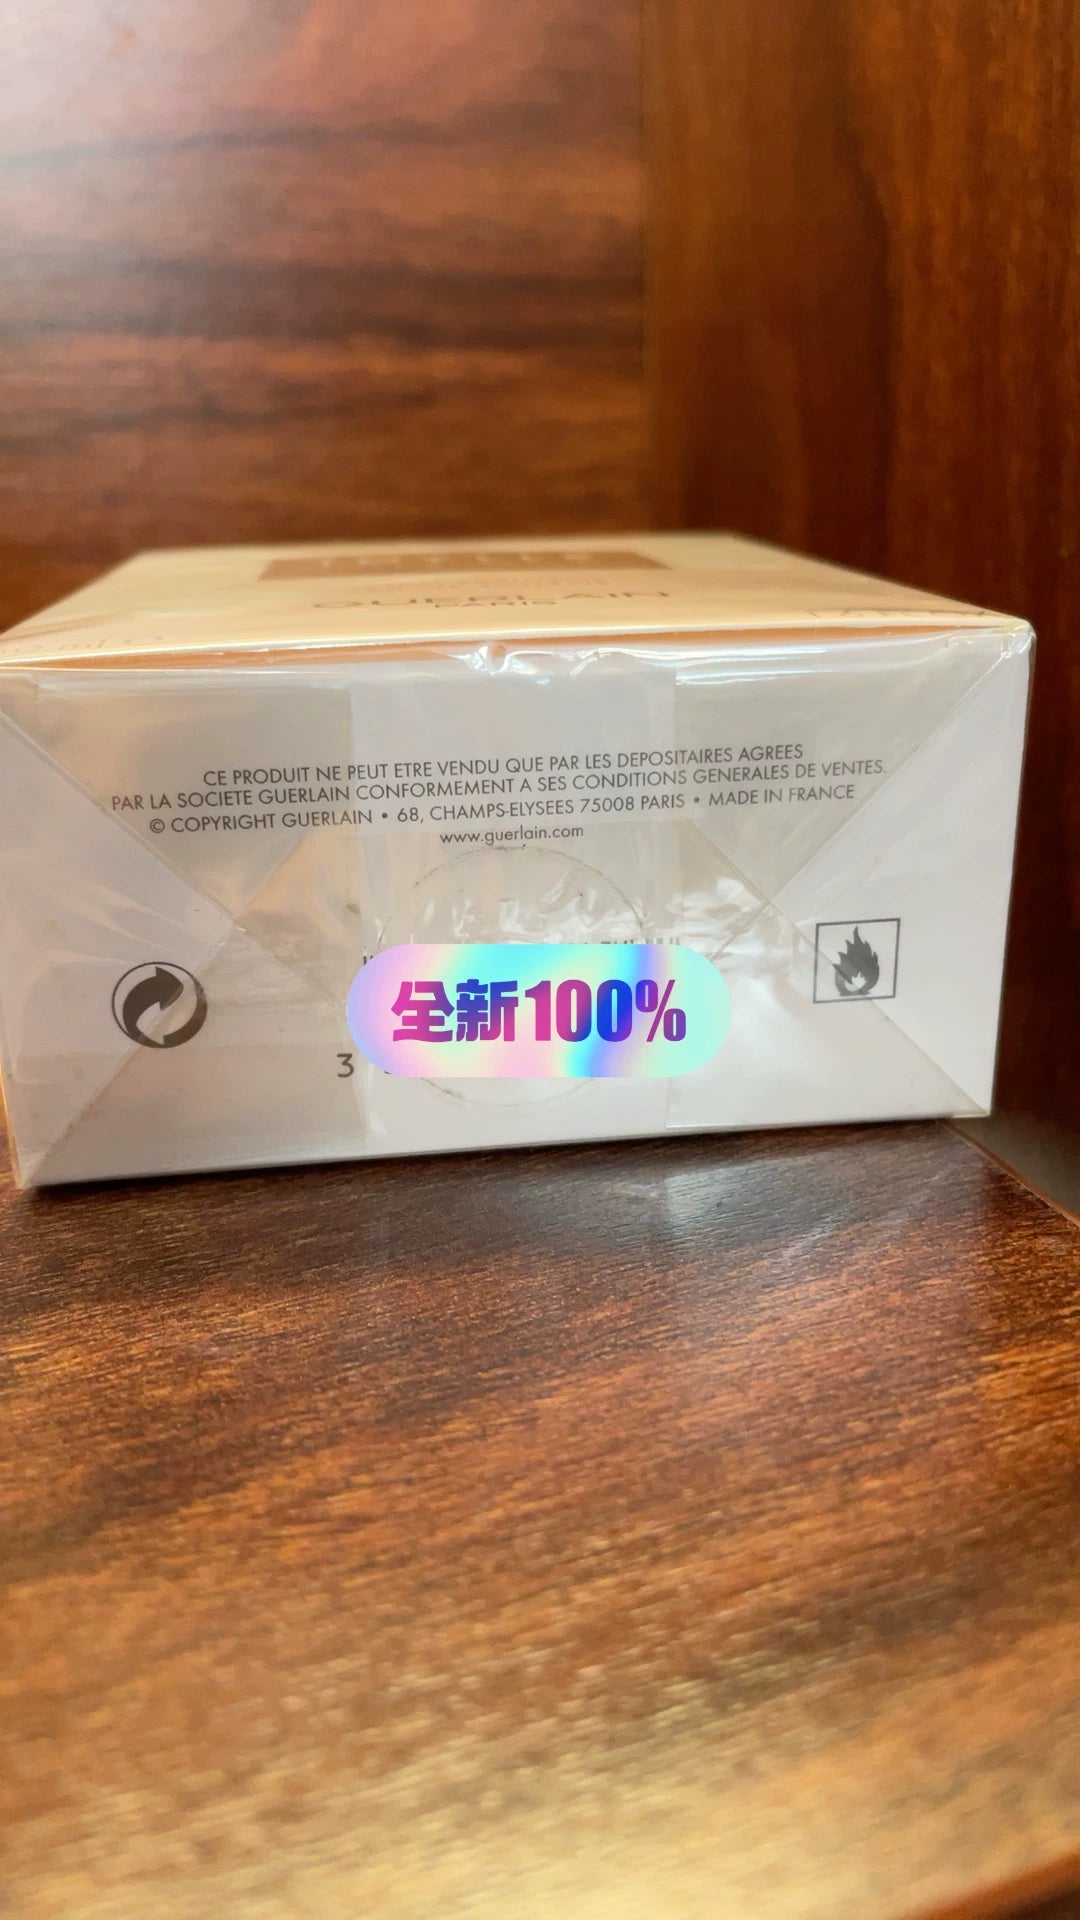 GUERLAIN
PARIS
CE PRODUIT NE PEUT ETRE VENDU QUE PAR LES DEPOSITAIRES AGREES
PAR LA SOCIETE GUERLAIN CONFORMEMENT A SES CONDITIONS GENERALES DE VENTES.
© COPYRIGHT GUERLAIN • 68, CHAMPS-ELYSEES 75008 PARIS • MADE IN FRANCE
www.guerlain.com
全新100%
3